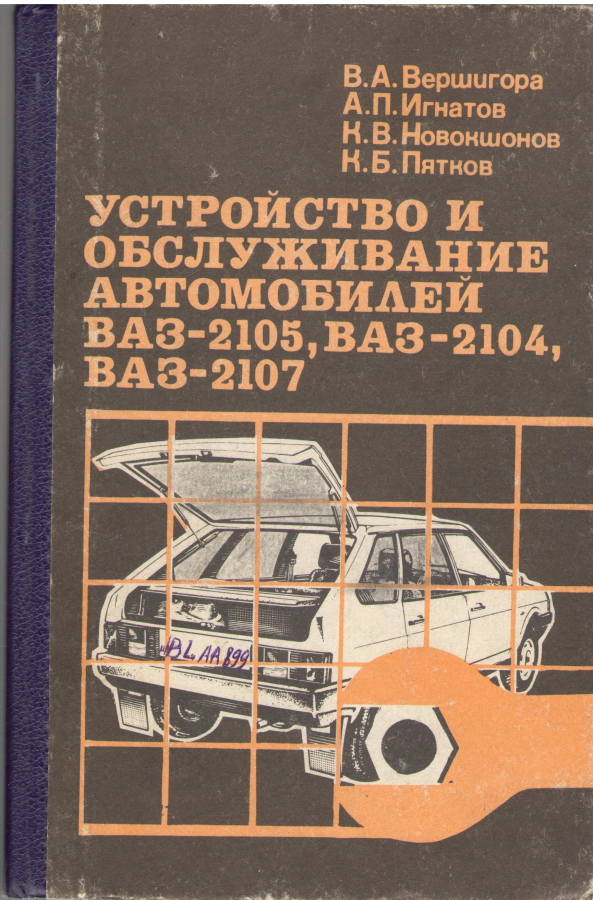 В.А.Вершигора
А.П.Игнатов
К.В.Новокшонов
К.Б.Пятков
УСТРОЙСТВО И
ОБСЛУЖИВАНИЕ
АВТОМОБИЛЕЙ
ВАЗ-2105, ВАЗ-2104,
ВАЗ-2107
BL AA 899